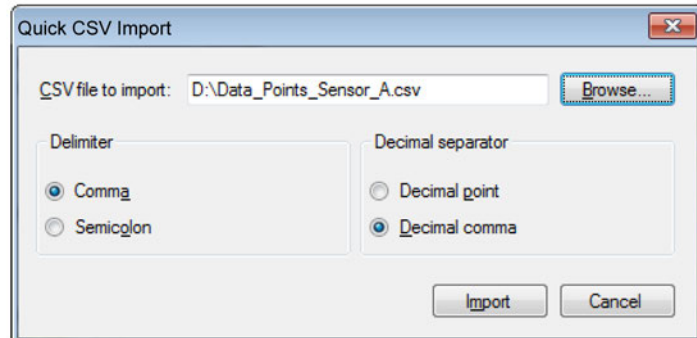 Quick CSV Import
CSV file to import: D:\Data_Points_Sensor_A.csv Browse...
Delimiter Decimal separator
Comma Decimal point
Semicolon Decimal comma
Import Cancel